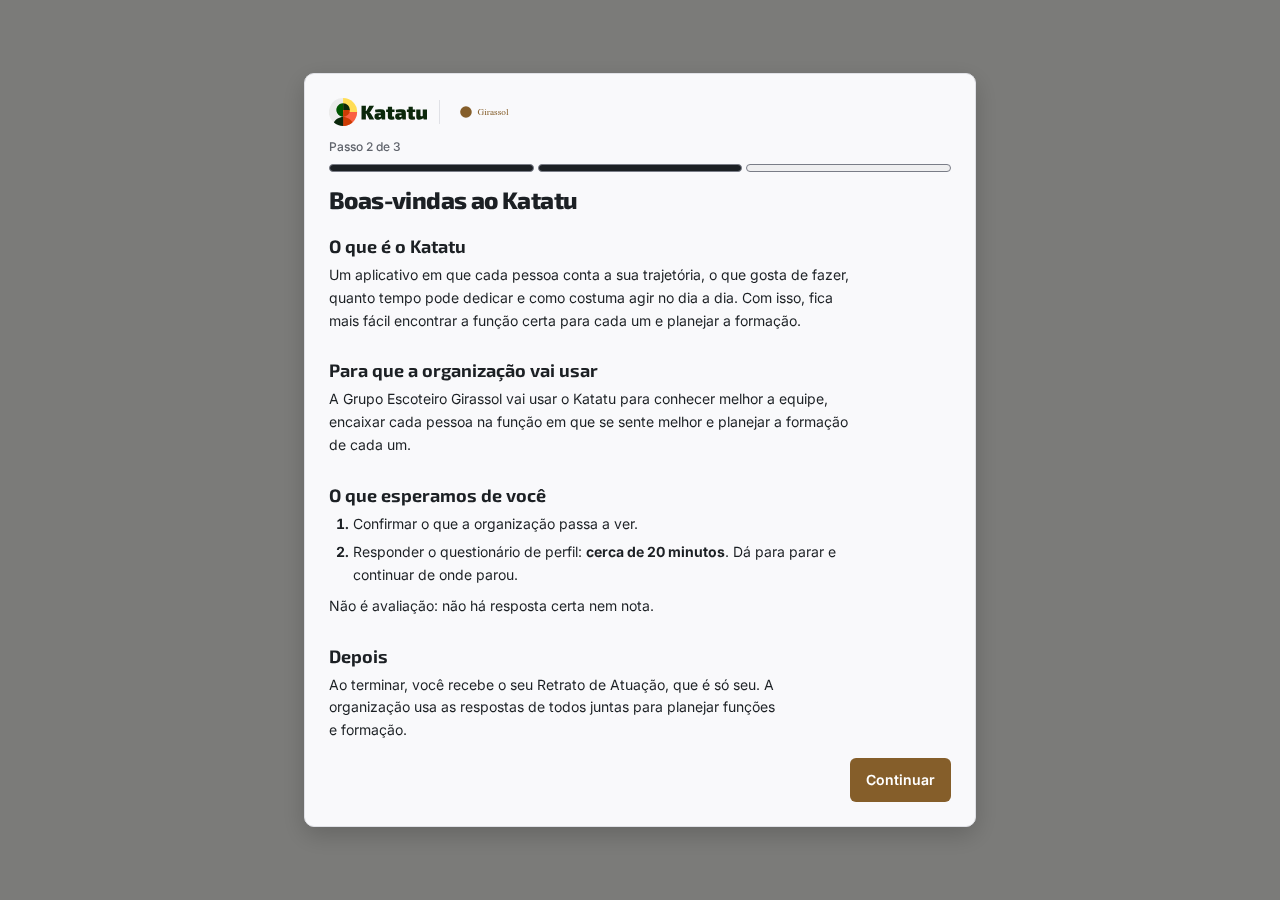 Katatu
Girassol
Passo 2 de 3
Boas-vindas ao Katatu
O que é o Katatu
Um aplicativo em que cada pessoa conta a sua trajetória, o que gosta de fazer,
quanto tempo pode dedicar e como costuma agir no dia a dia. Com isso, fica
mais fácil encontrar a função certa para cada um e planejar a formação.
Para que a organização vai usar
A Grupo Escoteiro Girassol vai usar o Katatu para conhecer melhor a equipe,
encaixar cada pessoa na função em que se sente melhor e planejar a formação
de cada um.
O que esperamos de você
1. Confirmar o que a organização passa a ver.
2. Responder o questionário de perfil: cerca de 20 minutos. Dá para parar e
continuar de onde parou.
Não é avaliação: não há resposta certa nem nota.
Depois
Ao terminar, você recebe o seu Retrato de Atuação, que é só seu. A
organização usa as respostas de todos juntas para planejar funções
e formação.
Continuar